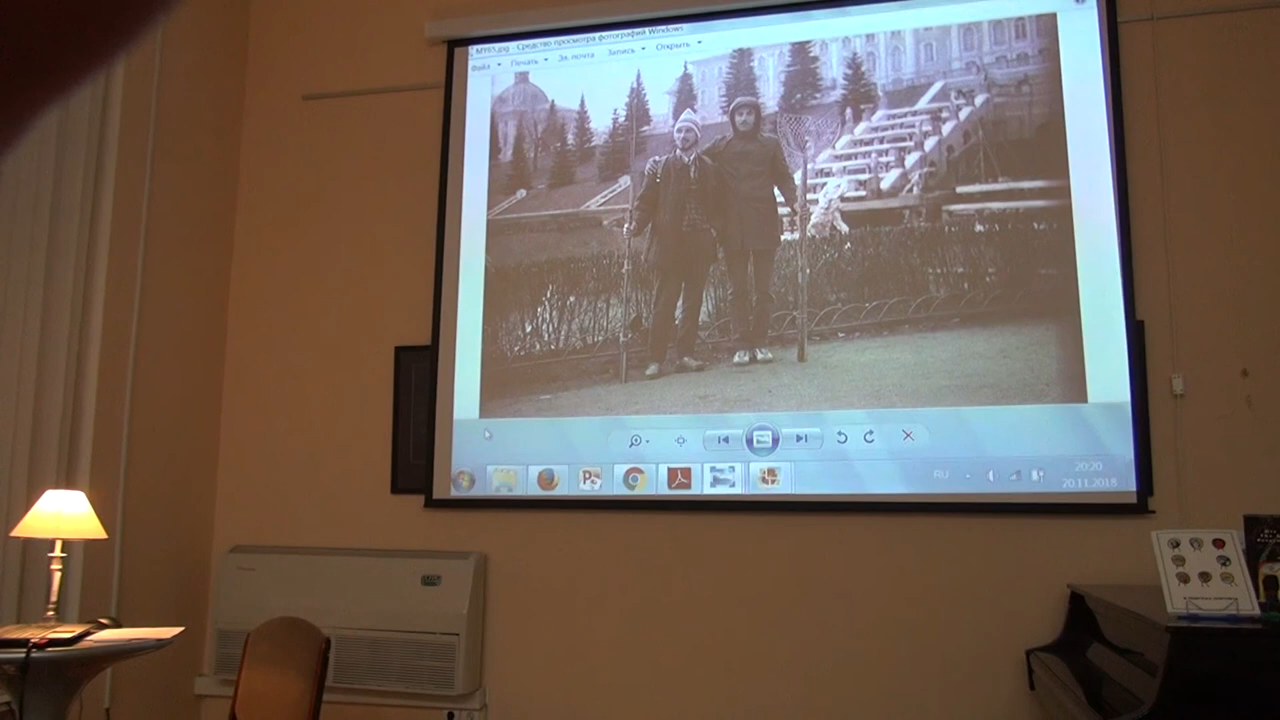 MY65.jpg - Средство просмотра фотографий Windows
Файл Печать Эл. почта Запись Открыть
RU
20:20
20.11.2018